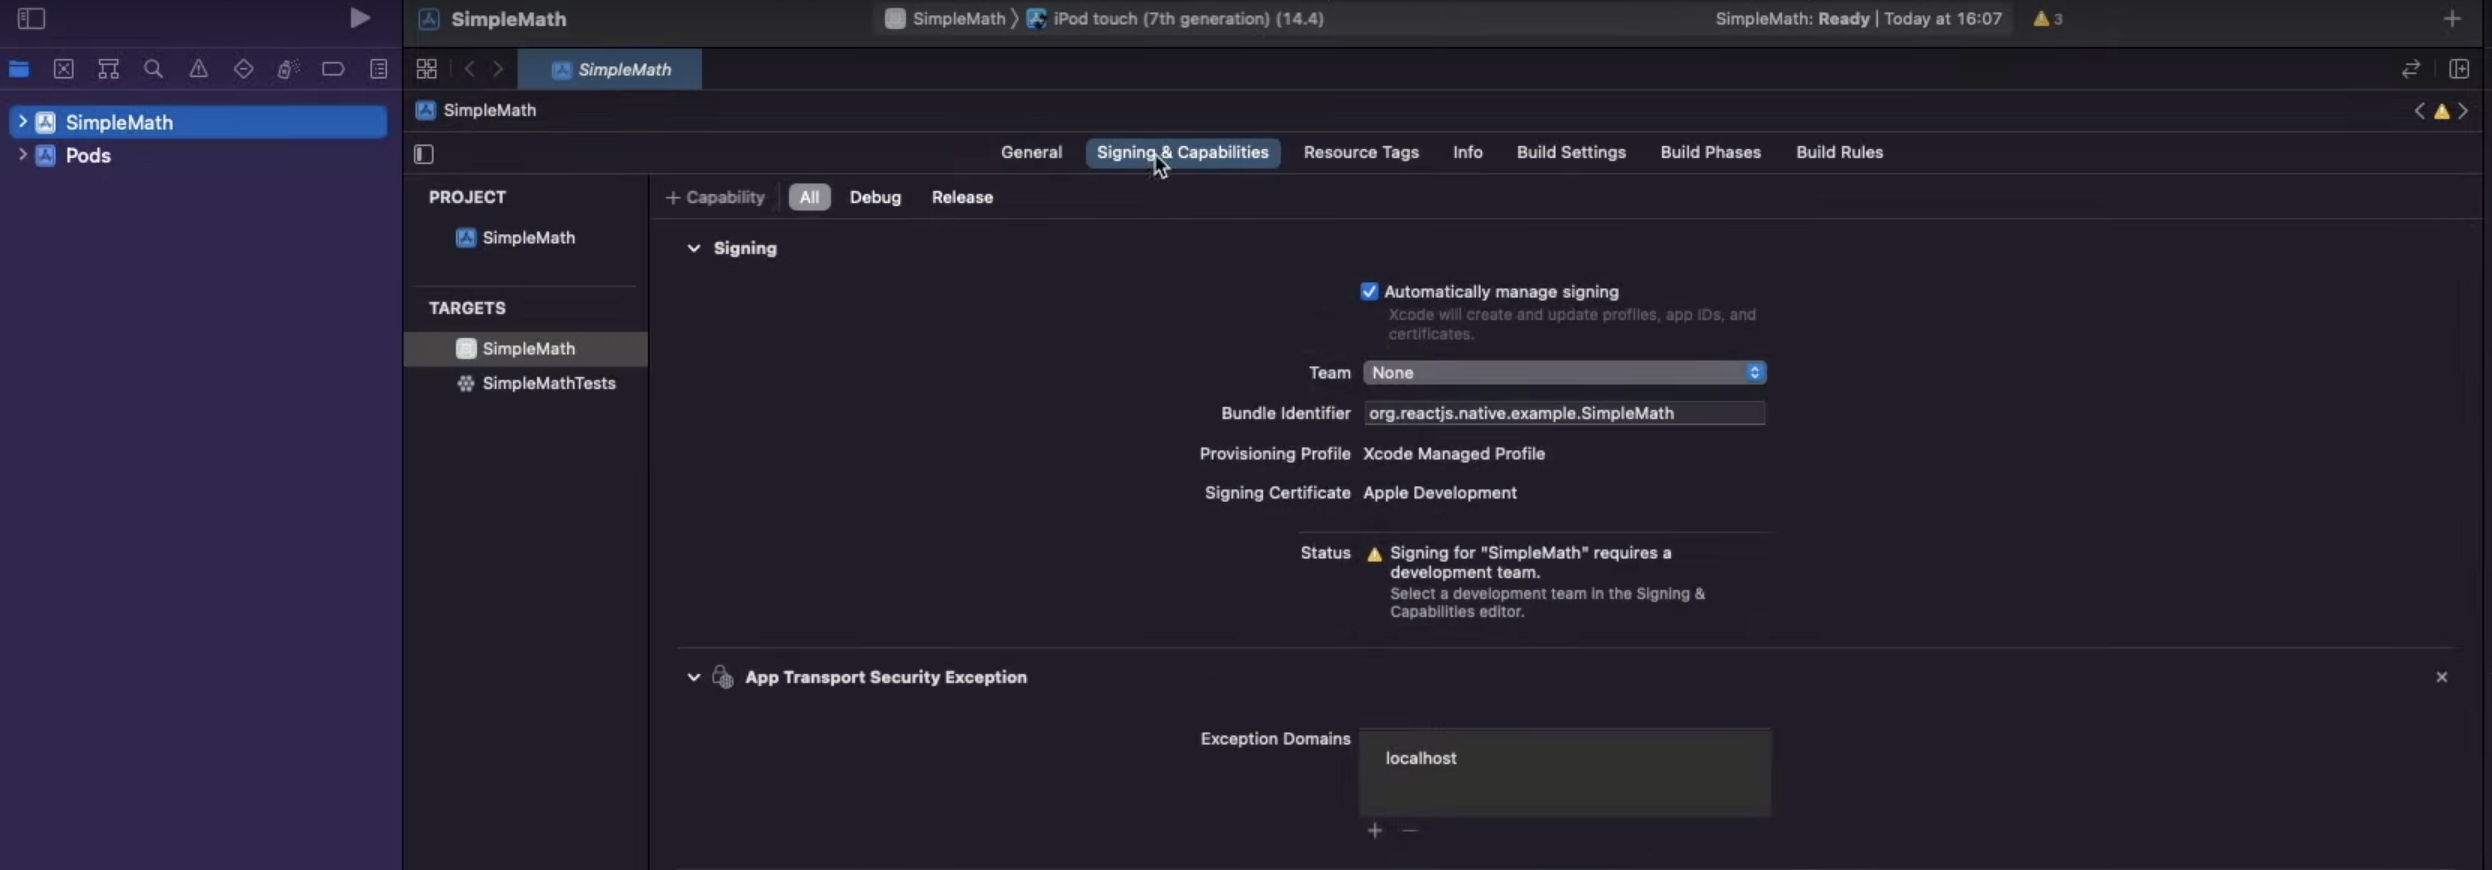 SimpleMath
SimpleMath 〉 iPod touch (7th generation) (14.4)
SimpleMath: Ready | Today at 16:07
3
SimpleMath
SimpleMath
Pods
SimpleMath
General
Signing & Capabilities
Resource Tags
Info
Build Settings
Build Phases
Build Rules
PROJECT
SimpleMath
TARGETS
SimpleMath
SimpleMathTests
+ Capability
All
Debug
Release
Signing
Automatically manage signing
Xcode will create and update profiles, app IDs, and
certificates.
Team None
Bundle Identifier org.reactjs.native.example.SimpleMath
Provisioning Profile Xcode Managed Profile
Signing Certificate Apple Development
Status Signing for "SimpleMath" requires a
development team.
Select a development team in the Signing &
Capabilities editor.
App Transport Security Exception
Exception Domains
localhost